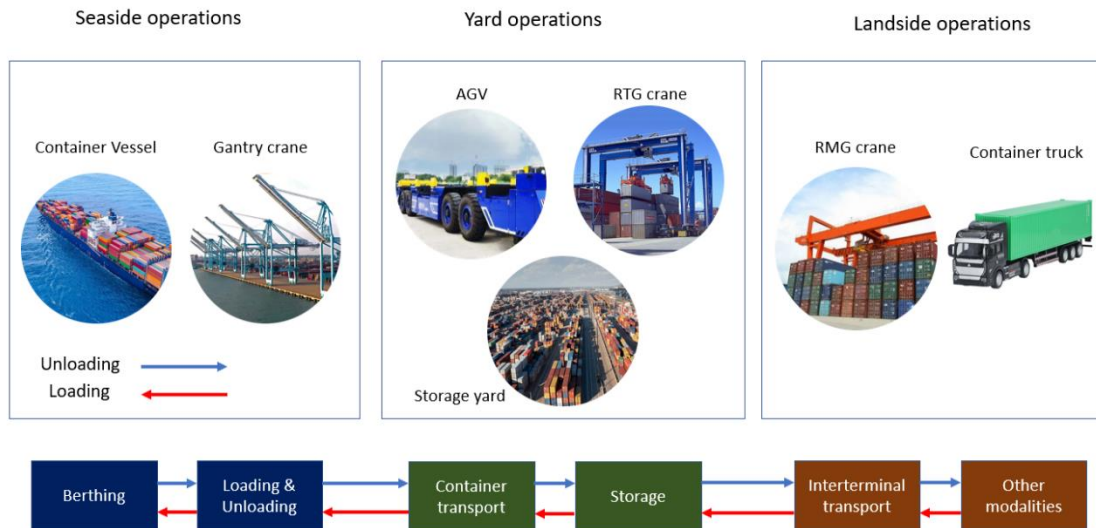 Seaside operations
Yard operations
Landside operations
AGV
RTG crane
Container Vessel
Gantry crane
RMG crane
Container truck
Unloading
Loading
Storage yard
Berthing
Loading &
Unloading
Container
transport
Storage
Interterminal
transport
Other
modalities